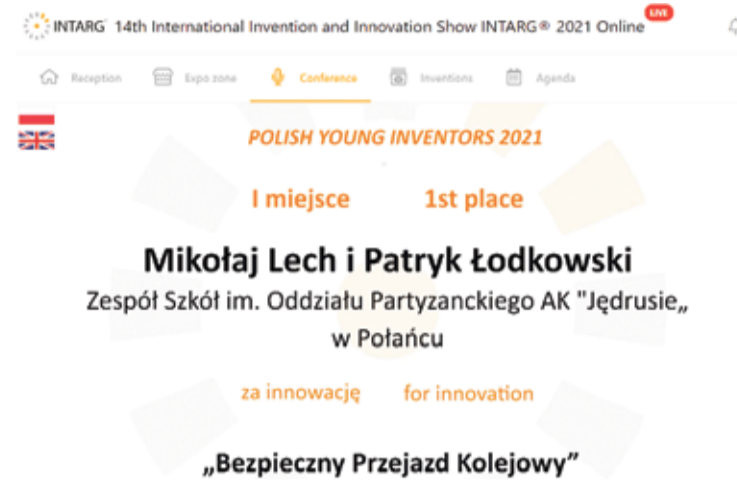 INTARG 14th International Invention and Innovation Show INTARG® 2021 Online LIVE
Reception Expo zone Conference Inventions Agenda
POLISH YOUNG INVENTORS 2021
I miejsce 1st place
Mikołaj Lech i Patryk Łodkowski
Zespół Szkół im. Oddziału Partyzanckiego AK "Jędrusie„
w Połańcu
za innowację for innovation
„Bezpieczny Przejazd Kolejowy”